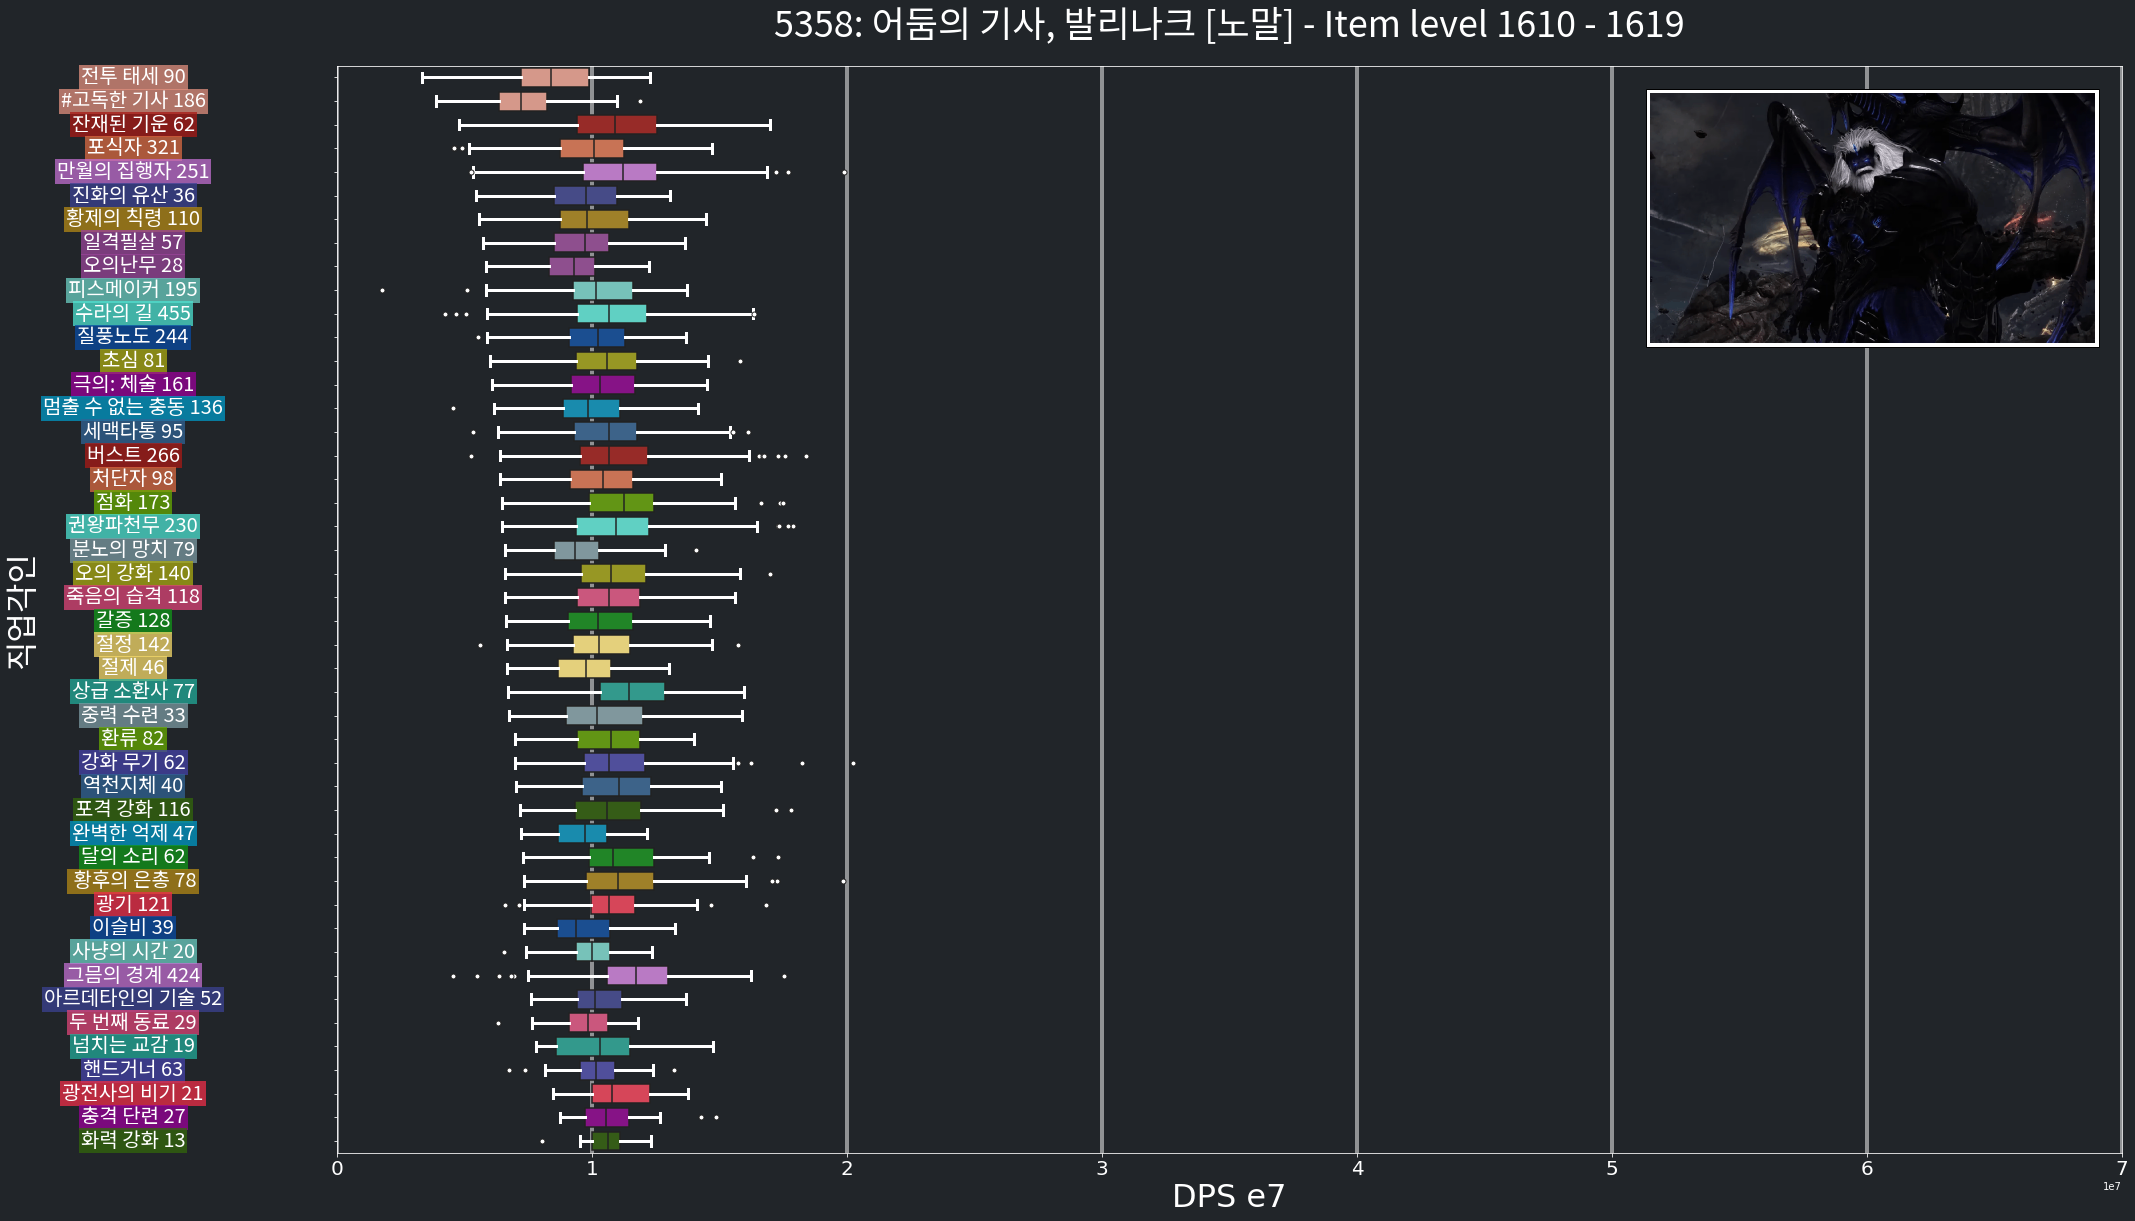 5358: 어둠의 기사, 발리나크 [노말] - Item level 1610 - 1619
전투 태세 90
#고독한 기사 186
잔재된 기운 62
포식자 321
만월의 집행자 251
진화의 유산 36
황제의 칙령 110
일격필살 57
오의난무 28
피스메이커 195
수라의 길 455
질풍노도 244
초심 81
극의: 체술 161
멈출 수 없는 충동 136
세맥타통 95
버스트 266
처단자 98
점화 173
권왕파천무 230
분노의 망치 79
오의 강화 140
죽음의 습격 118
갈증 128
절정 142
절제 46
상급 소환사 77
중력 수련 33
환류 82
강화 무기 62
역천지체 40
포격 강화 116
완벽한 억제 47
달의 소리 62
황후의 은총 78
광기 121
이슬비 39
사냥의 시간 20
그믐의 경계 424
아르데타인의 기술 52
두 번째 동료 29
넘치는 교감 19
핸드거너 63
광전사의 비기 21
충격 단련 27
화력 강화 13
직업각인
0 1 2 3 4 5 6 7
1e7
DPS e7